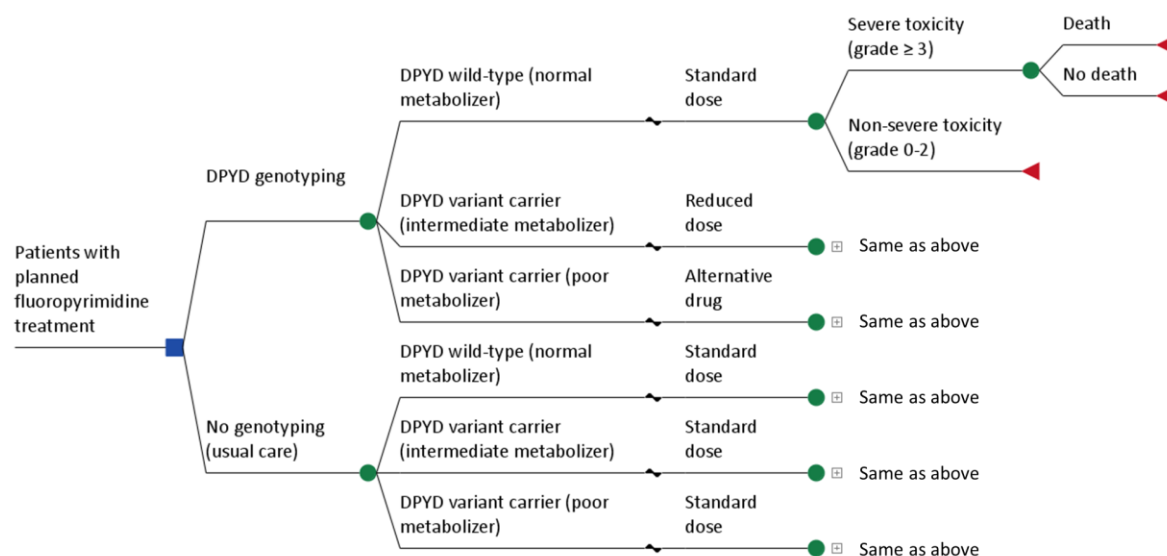 Severe toxicity
(grade ≥ 3)
Death
No death
DPYD wild-type (normal
metabolizer)
Standard
dose
Non-severe toxicity
(grade 0-2)
DPYD genotyping
DPYD variant carrier
(intermediate metabolizer)
Reduced
dose
Same as above
Patients with
planned
fluoropyrimidine
treatment
DPYD variant carrier (poor
metabolizer)
Alternative
drug
Same as above
DPYD wild-type (normal
metabolizer)
Standard
dose
Same as above
No genotyping
(usual care)
DPYD variant carrier
(intermediate metabolizer)
Standard
dose
Same as above
DPYD variant carrier (poor
metabolizer)
Standard
dose
Same as above